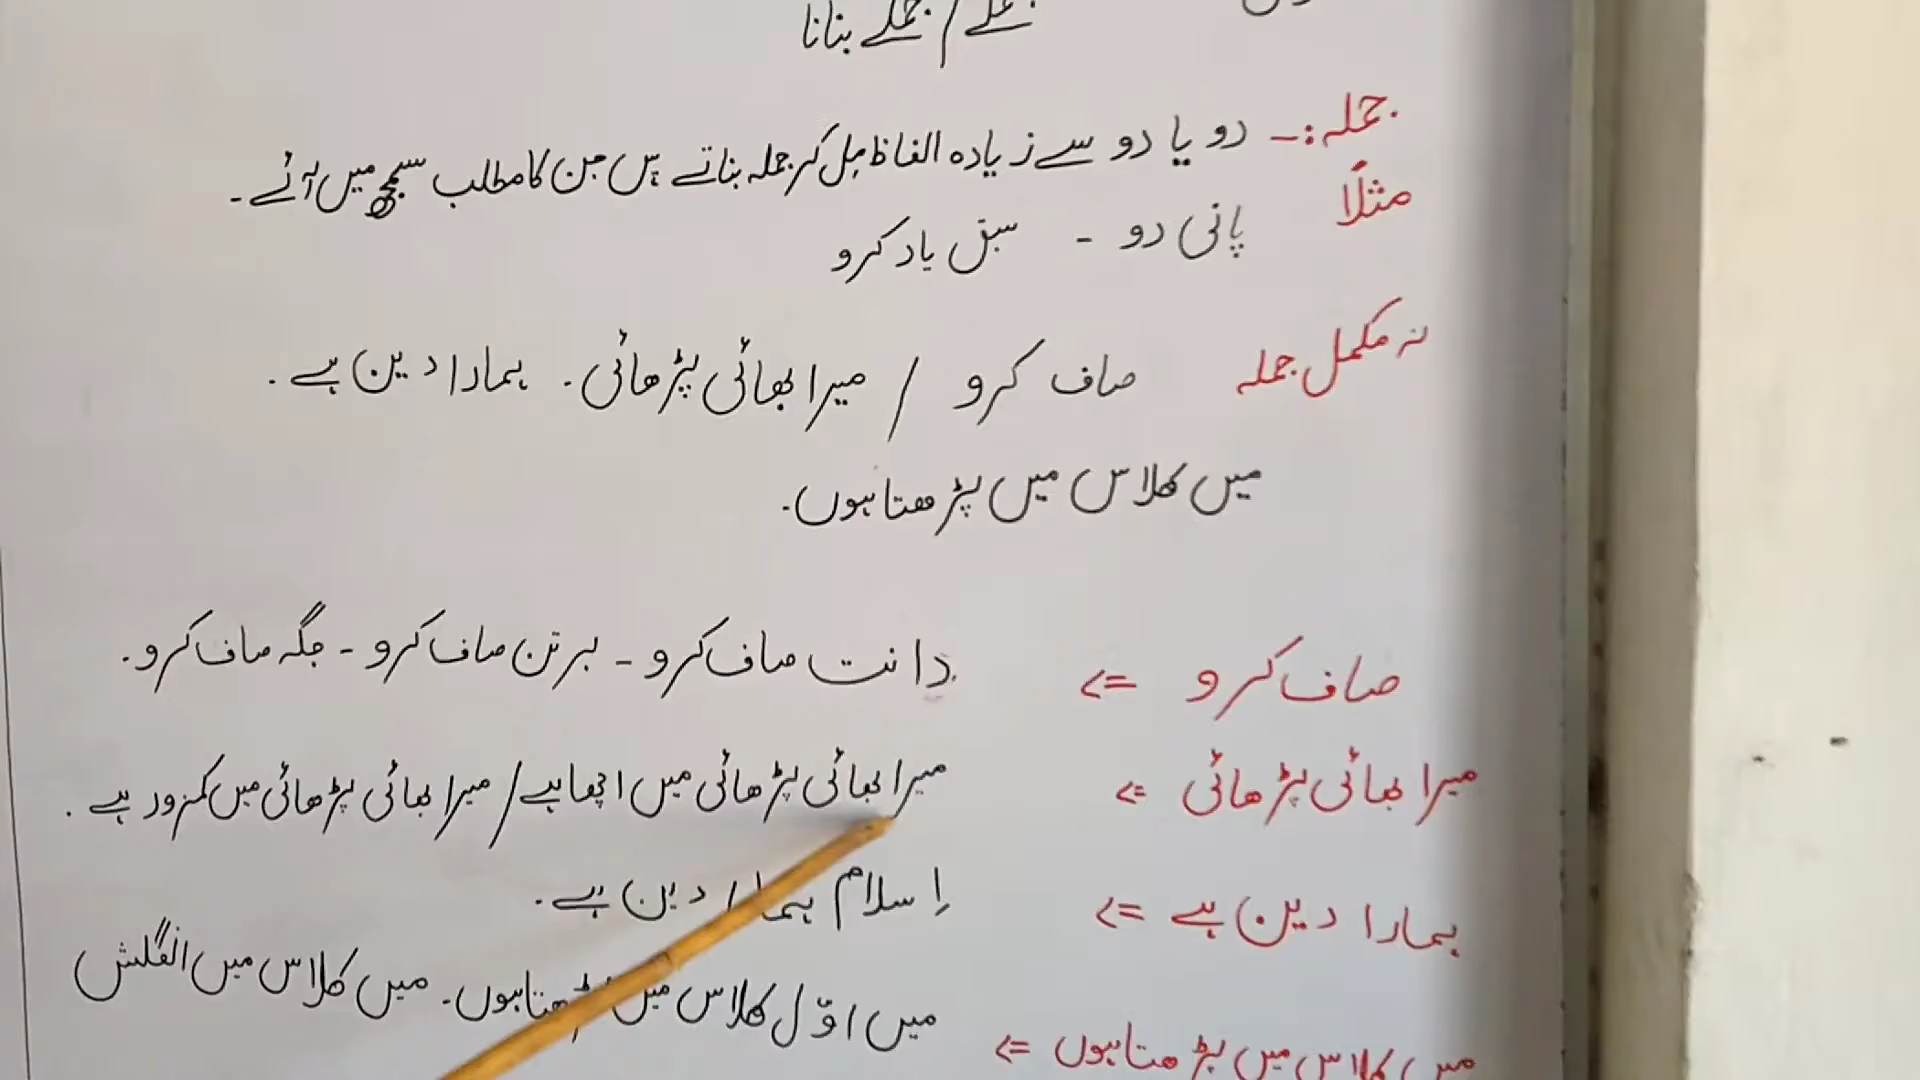 جملے / جملے بنانا
جملہ:- دو یا دو سے زیادہ الفاظ مِل کر جملہ بناتے ہیں جن کا مطلب سمجھ میں آئے۔
مثلاً پانی دو - سبق یاد کرو
نہ مکمل جملہ صاف کرو / میرا بھائی پڑھائی. ہمارا دین ہے.
میں کلاس میں پڑھتا ہوں.
صاف کرو <= دانت صاف کرو - برتن صاف کرو - جگہ صاف کرو.
میرا بھائی پڑھائی <= میرا بھائی پڑھائی میں اچھا ہے / میرا بھائی پڑھائی میں کمزور ہے.
ہمارا دین ہے <= اِسلام ہمارا دین ہے.
میں کلاس میں پڑھتا ہوں <= میں اوّل کلاس میں پڑھتا ہوں. میں کلاس میں انگلش